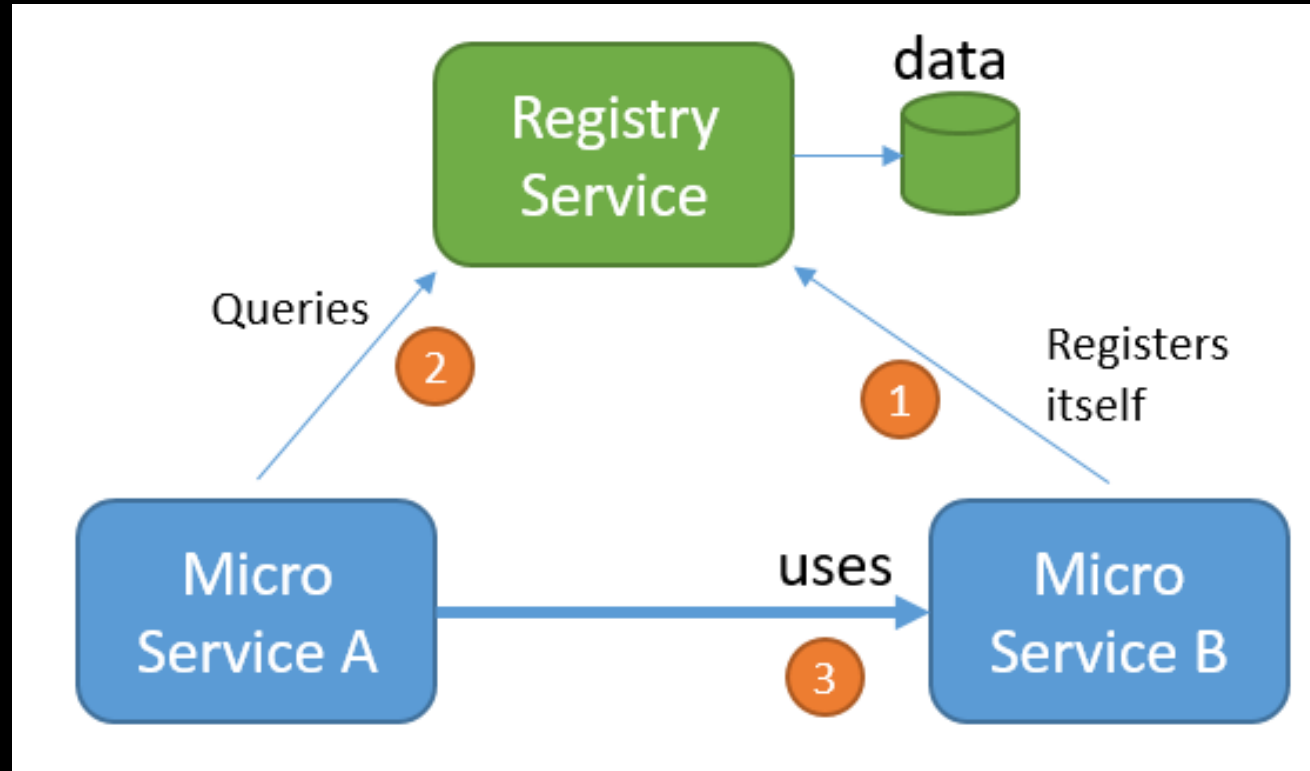 data
Registry
Service
Queries
2
1
Registers
itself
Micro
Service A
uses
3
Micro
Service B